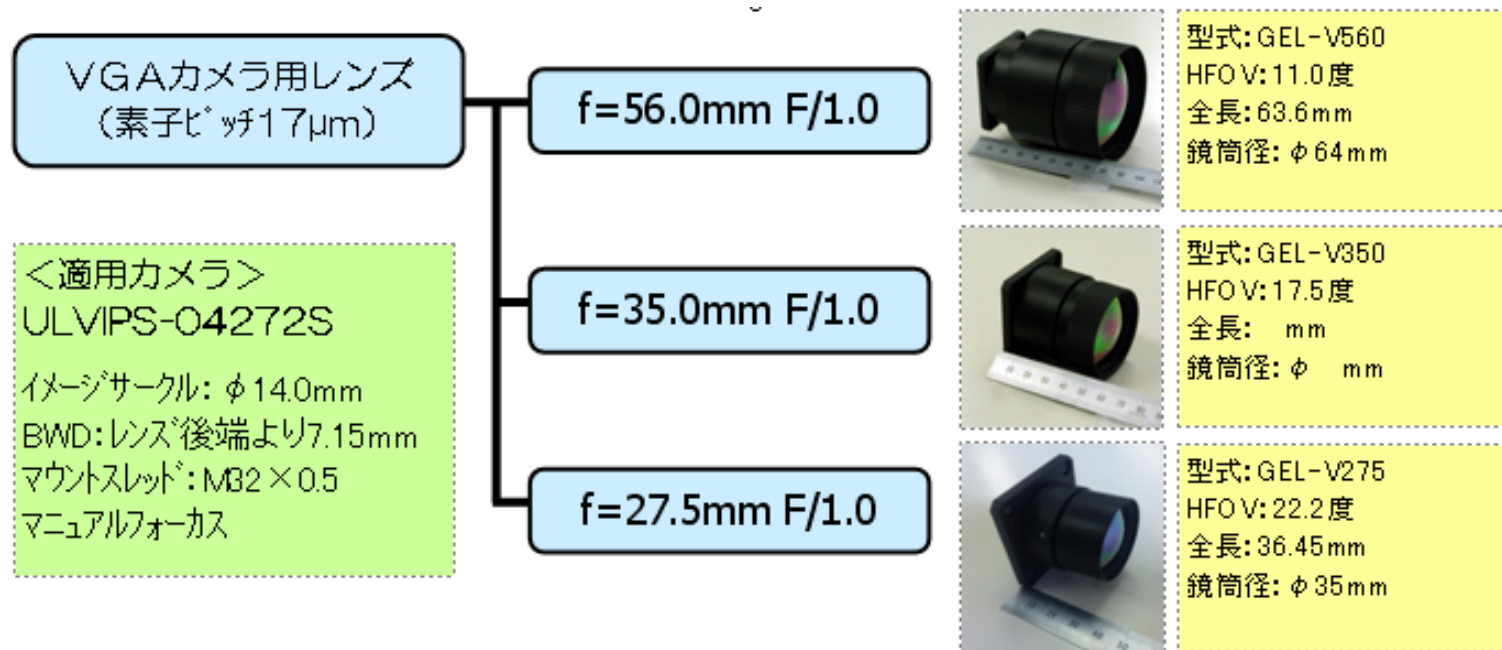 VGAカメラ用レンズ
(素子ﾋﾟｯﾁ17μm)
f=56.0mm F/1.0
型式:GEL-V560
HFOV:11.0度
全長:63.6mm
鏡筒径:φ64mm
<適用カメラ>
ULVIPS-04272S
イメージサークル:φ14.0mm
BWD:レンズ後端より7.15mm
マウントスレッド:M32×0.5
マニュアルフォーカス
f=35.0mm F/1.0
型式:GEL-V350
HFOV:17.5度
全長: mm
鏡筒径:φ mm
f=27.5mm F/1.0
型式:GEL-V275
HFOV:22.2度
全長:36.45mm
鏡筒径:φ35mm